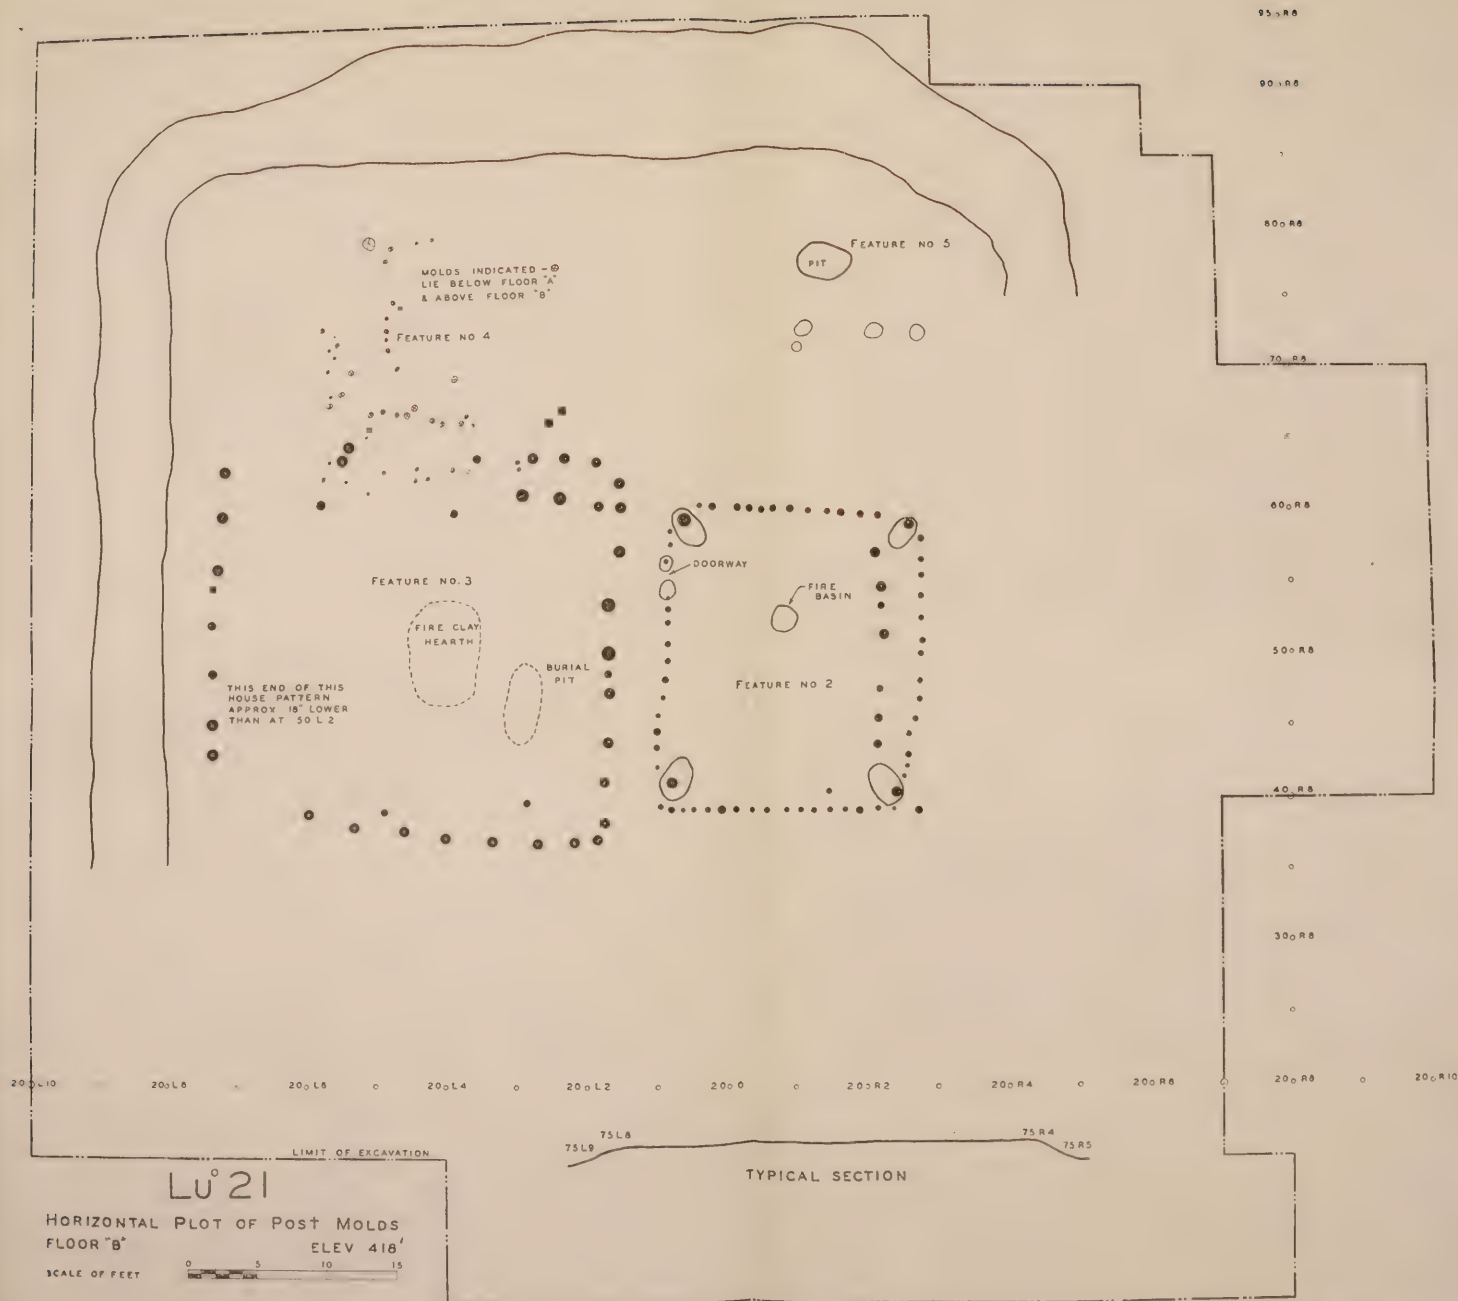 95 R8
90 R8
80 R8
FEATURE NO 5
PIT
MOLDS INDICATED -
LIE BELOW FLOOR "A"
& ABOVE FLOOR "B"
FEATURE NO 4
70 R8
60 R8
DOORWAY
FEATURE NO. 3
FIRE
BASIN
FIRE CLAY
HEARTH
50 R8
BURIAL
PIT
FEATURE NO 2
THIS END OF THIS
HOUSE PATTERN
APPROX 18" LOWER
THAN AT 50 L 2
40 R8
30 R8
20 L10 20 L8 20 L6 20 L4 20 L2 20 0 20 R2 20 R4 20 R6 20 R8 20 R10
75 L9 75 L8 75 R4 75 R5
LIMIT OF EXCAVATION
TYPICAL SECTION
Lu° 21
HORIZONTAL PLOT OF POST MOLDS
FLOOR "B" ELEV 418'
SCALE OF FEET 0 5 10 15